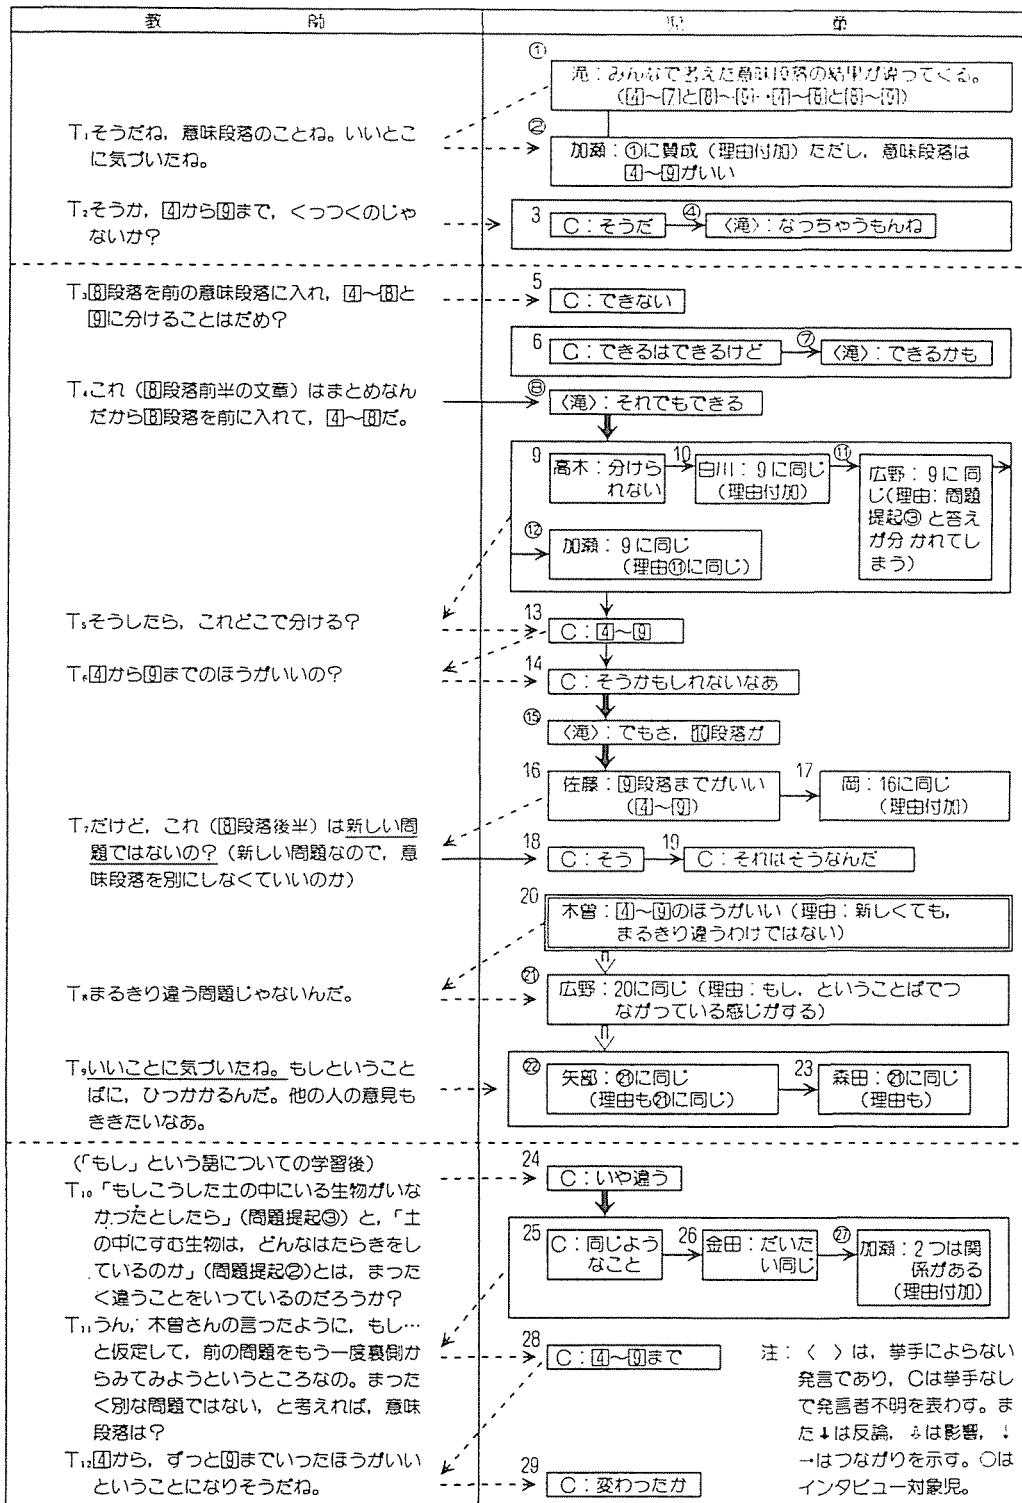 教 師
児 童
①
滝：みんなで考えた意味段落の結果が違ってくる。
（④〜⑦と⑧〜⑨…④〜⑧と⑧〜⑨）
T₁そうだね，意味段落のことね。いいとこ
に気づいたね。
②
加瀬：①に賛成（理由付加）ただし，意味段落は
④〜⑨がいい
T₂そうか，④から⑨まで，くっつくのじゃ
ないか？
3 C：そうだ ④〈滝〉：なっちゃうもんね
T₃⑧段落を前の意味段落に入れ，④〜⑧と
⑨に分けることはだめ？
5
C：できない
6 C：できるはできるけど ⑦〈滝〉：できるかも
T₄これ（⑧段落前半の文章）はまとめなん
だから⑧段落を前に入れて，④〜⑧だ。
⑧〈滝〉：それでもできる
9 高木：分けら
れない
10 白川：9に同じ
（理由付加）
⑪ 広野：9に同
じ（理由：問題
提起③と答え
が分かれてし
まう）
⑫ 加瀬：9に同じ
（理由⑪に同じ）
T₅そうしたら，これどこで分ける？
13
C：④〜⑨
T₆④から⑨までのほうがいいの？
14
C：そうかもしれないなあ
⑮〈滝〉：でもさ，⑩段落が
16 佐藤：⑨段落までがいい
（④〜⑨）
17 岡：16に同じ
（理由付加）
T₇だけど，これ（⑧段落後半）は新しい問
題ではないの？（新しい問題なので，意
味段落を別にしなくていいのか）
18 C：そう 19 C：それはそうなんだ
20
木曽：④〜⑨のほうがいい（理由：新しくても，
まるきり違うわけではない）
T₈まるきり違う問題じゃないんだ。
㉑
広野：20に同じ（理由：もし，ということばでつ
ながっている感じがする）
T₉いいことに気づいたね。もしということ
ばに，ひっかかるんだ。他の人の意見も
ききたいなあ。
㉒ 矢部：㉑に同じ
（理由も㉑に同じ）
23 森田：㉑に同じ
（理由も）
（「もし」という語についての学習後）
24
C：いや違う
T₁₀「もしこうした土の中にいる生物がいな
かったとしたら」（問題提起③）と，「土
の中にすむ生物は，どんなはたらきをし
ているのか」（問題提起②）とは，まった
く違うことをいっているのだろうか？
25 C：同じよう
なこと
26 金田：だいた
い同じ
㉗ 加瀬：2つは関
係がある
（理由付加）
T₁₁うん，木曽さんの言ったように，もし…
と仮定して，前の問題をもう一度裏側か
らみてみようというところなの。まった
く別な問題ではない，と考えれば，意味
段落は？
28
C：④〜⑨まで
T₁₂④から，ずっと⑨までいったほうがいい
ということになりそうだね。
29
C：変わったか
注：〈 〉は，挙手によらない
発言であり，Cは挙手なし
で発言者不明を表わす。ま
た⬇は反論，⇩は影響，↓
→はつながりを示す。○は
インタビュー対象児。